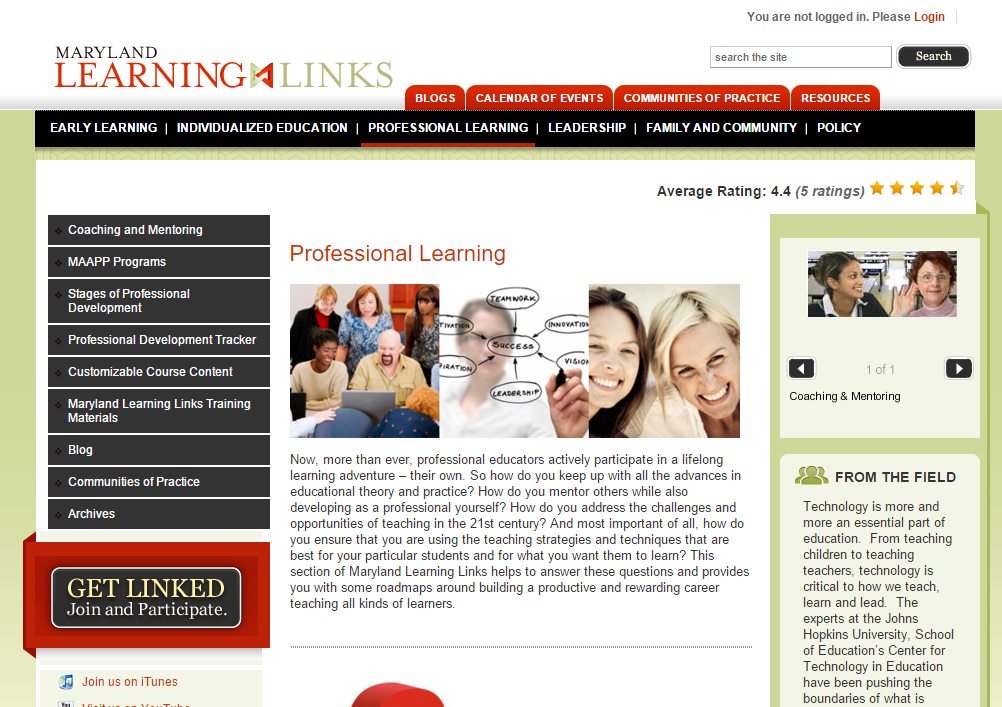 You are not logged in. Please Login
MARYLAND
LEARNING LINKS
search the site
Search
BLOGS
CALENDAR OF EVENTS
COMMUNITIES OF PRACTICE
RESOURCES
EARLY LEARNING | INDIVIDUALIZED EDUCATION | PROFESSIONAL LEARNING | LEADERSHIP | FAMILY AND COMMUNITY | POLICY
Average Rating: 4.4 (5 ratings)
Coaching and Mentoring
MAAPP Programs
Stages of Professional
Development
Professional Development Tracker
Customizable Course Content
Maryland Learning Links Training
Materials
Blog
Communities of Practice
Archives
GET LINKED
Join and Participate.
Join us on iTunes
Visit us on YouTube
Professional Learning
TEAMWORK
TIVATION
INNOVATION
SUCCESS
PIRATION
VISIO
LEADERSHIP
Now, more than ever, professional educators actively participate in a lifelong
learning adventure – their own. So how do you keep up with all the advances in
educational theory and practice? How do you mentor others while also
developing as a professional yourself? How do you address the challenges and
opportunities of teaching in the 21st century? And most important of all, how do
you ensure that you are using the teaching strategies and techniques that are
best for your particular students and for what you want them to learn? This
section of Maryland Learning Links helps to answer these questions and provides
you with some roadmaps around building a productive and rewarding career
teaching all kinds of learners.
1 of 1
Coaching & Mentoring
FROM THE FIELD
Technology is more and
more an essential part of
education. From teaching
children to teaching
teachers, technology is
critical to how we teach,
learn and lead. The
experts at the Johns
Hopkins University, School
of Education's Center for
Technology in Education
have been pushing the
boundaries of what is